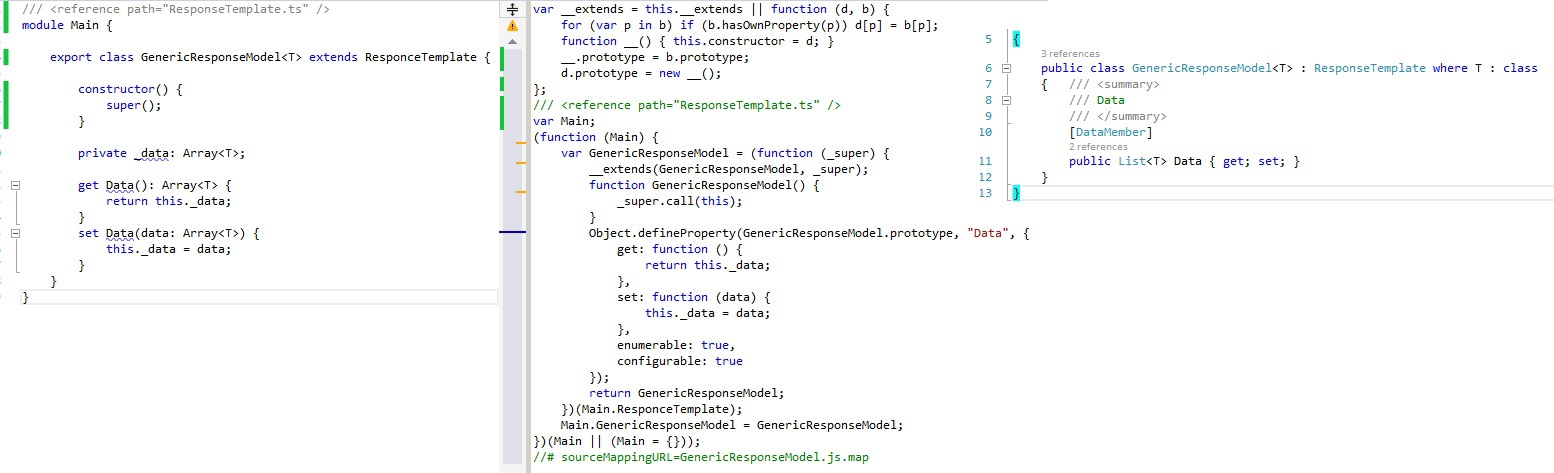 /// <reference path="ResponseTemplate.ts" />
module Main {
export class GenericResponseModel<T> extends ResponceTemplate {
constructor() {
super();
}
private _data: Array<T>;
get Data(): Array<T> {
return this._data;
}
set Data(data: Array<T>) {
this._data = data;
}
}
}
var __extends = this.__extends || function (d, b) {
for (var p in b) if (b.hasOwnProperty(p)) d[p] = b[p];
function __() { this.constructor = d; }
__.prototype = b.prototype;
d.prototype = new __();
};
/// <reference path="ResponseTemplate.ts" />
var Main;
(function (Main) {
var GenericResponseModel = (function (_super) {
__extends(GenericResponseModel, _super);
function GenericResponseModel() {
_super.call(this);
}
Object.defineProperty(GenericResponseModel.prototype, "Data", {
get: function () {
return this._data;
},
set: function (data) {
this._data = data;
},
enumerable: true,
configurable: true
});
return GenericResponseModel;
})(Main.ResponceTemplate);
Main.GenericResponseModel = GenericResponseModel;
})(Main || (Main = {}));
//# sourceMappingURL=GenericResponseModel.js.map
5 {
3 references
6 public class GenericResponseModel<T> : ResponseTemplate where T : class
7 { /// <summary>
8 /// Data
9 /// </summary>
10 [DataMember]
2 references
11 public List<T> Data { get; set; }
12 }
13 }